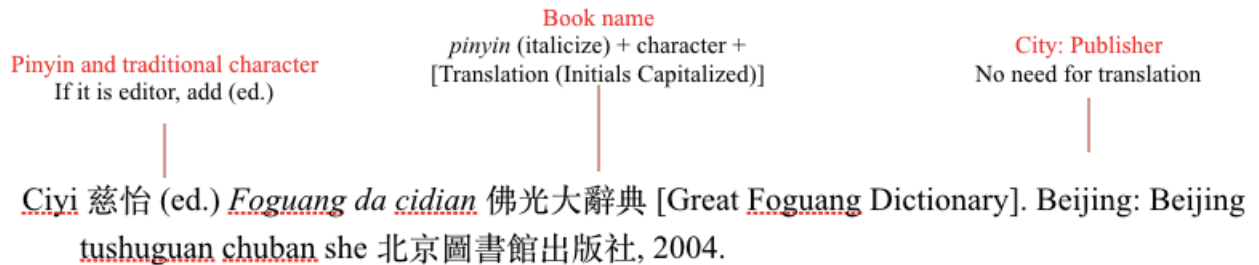 Book name
pinyin (italicize) + character +
[Translation (Initials Capitalized)]
Pinyin and traditional character
If it is editor, add (ed.)
City: Publisher
No need for translation
Ciyi 慈怡 (ed.) Foguang da cidian 佛光大辭典 [Great Foguang Dictionary]. Beijing: Beijing
tushuguan chuban she 北京圖書館出版社, 2004.